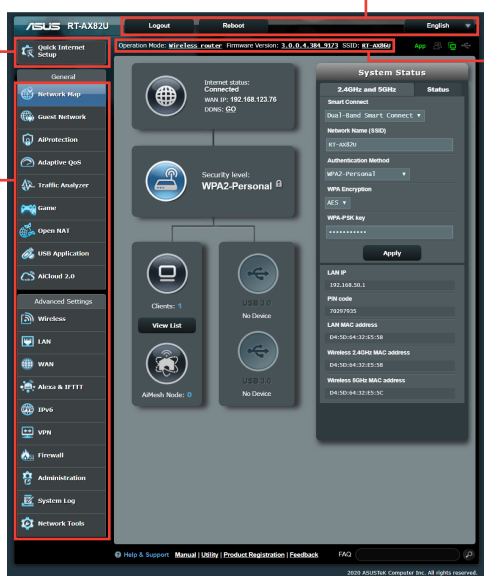 ASUS RT-AX82U
Logout
Reboot
English
Quick Internet Setup
Operation Mode: Wireless router Firmware Version: 3.0.0.4.384_9173 SSID: RT-AX86U
App
General
Network Map
Guest Network
AiProtection
Adaptive QoS
Traffic Analyzer
Game
Open NAT
USB Application
AiCloud 2.0
Advanced Settings
Wireless
LAN
WAN
Alexa & IFTTT
IPv6
VPN
Firewall
Administration
System Log
Network Tools
Internet status:
Connected
WAN IP: 192.168.123.76
DDNS: GO
Security level:
WPA2-Personal
Clients: 1
View List
AiMesh Node: 0
USB 3.0
No Device
USB 3.0
No Device
System Status
2.4GHz and 5GHz
Status
Smart Connect
Dual-Band Smart Connect
Network Name (SSID)
RT-AX82U
Authentication Method
WPA2-Personal
WPA Encryption
AES
WPA-PSK key
Apply
LAN IP
192.168.50.1
PIN code
70297935
LAN MAC address
D4:5D:64:32:E5:58
Wireless 2.4GHz MAC address
D4:5D:64:32:E5:58
Wireless 5GHz MAC address
D4:5D:64:32:E5:5C
Help & Support Manual | Utility | Product Registration | Feedback
FAQ
2020 ASUSTeK Computer Inc. All rights reserved.